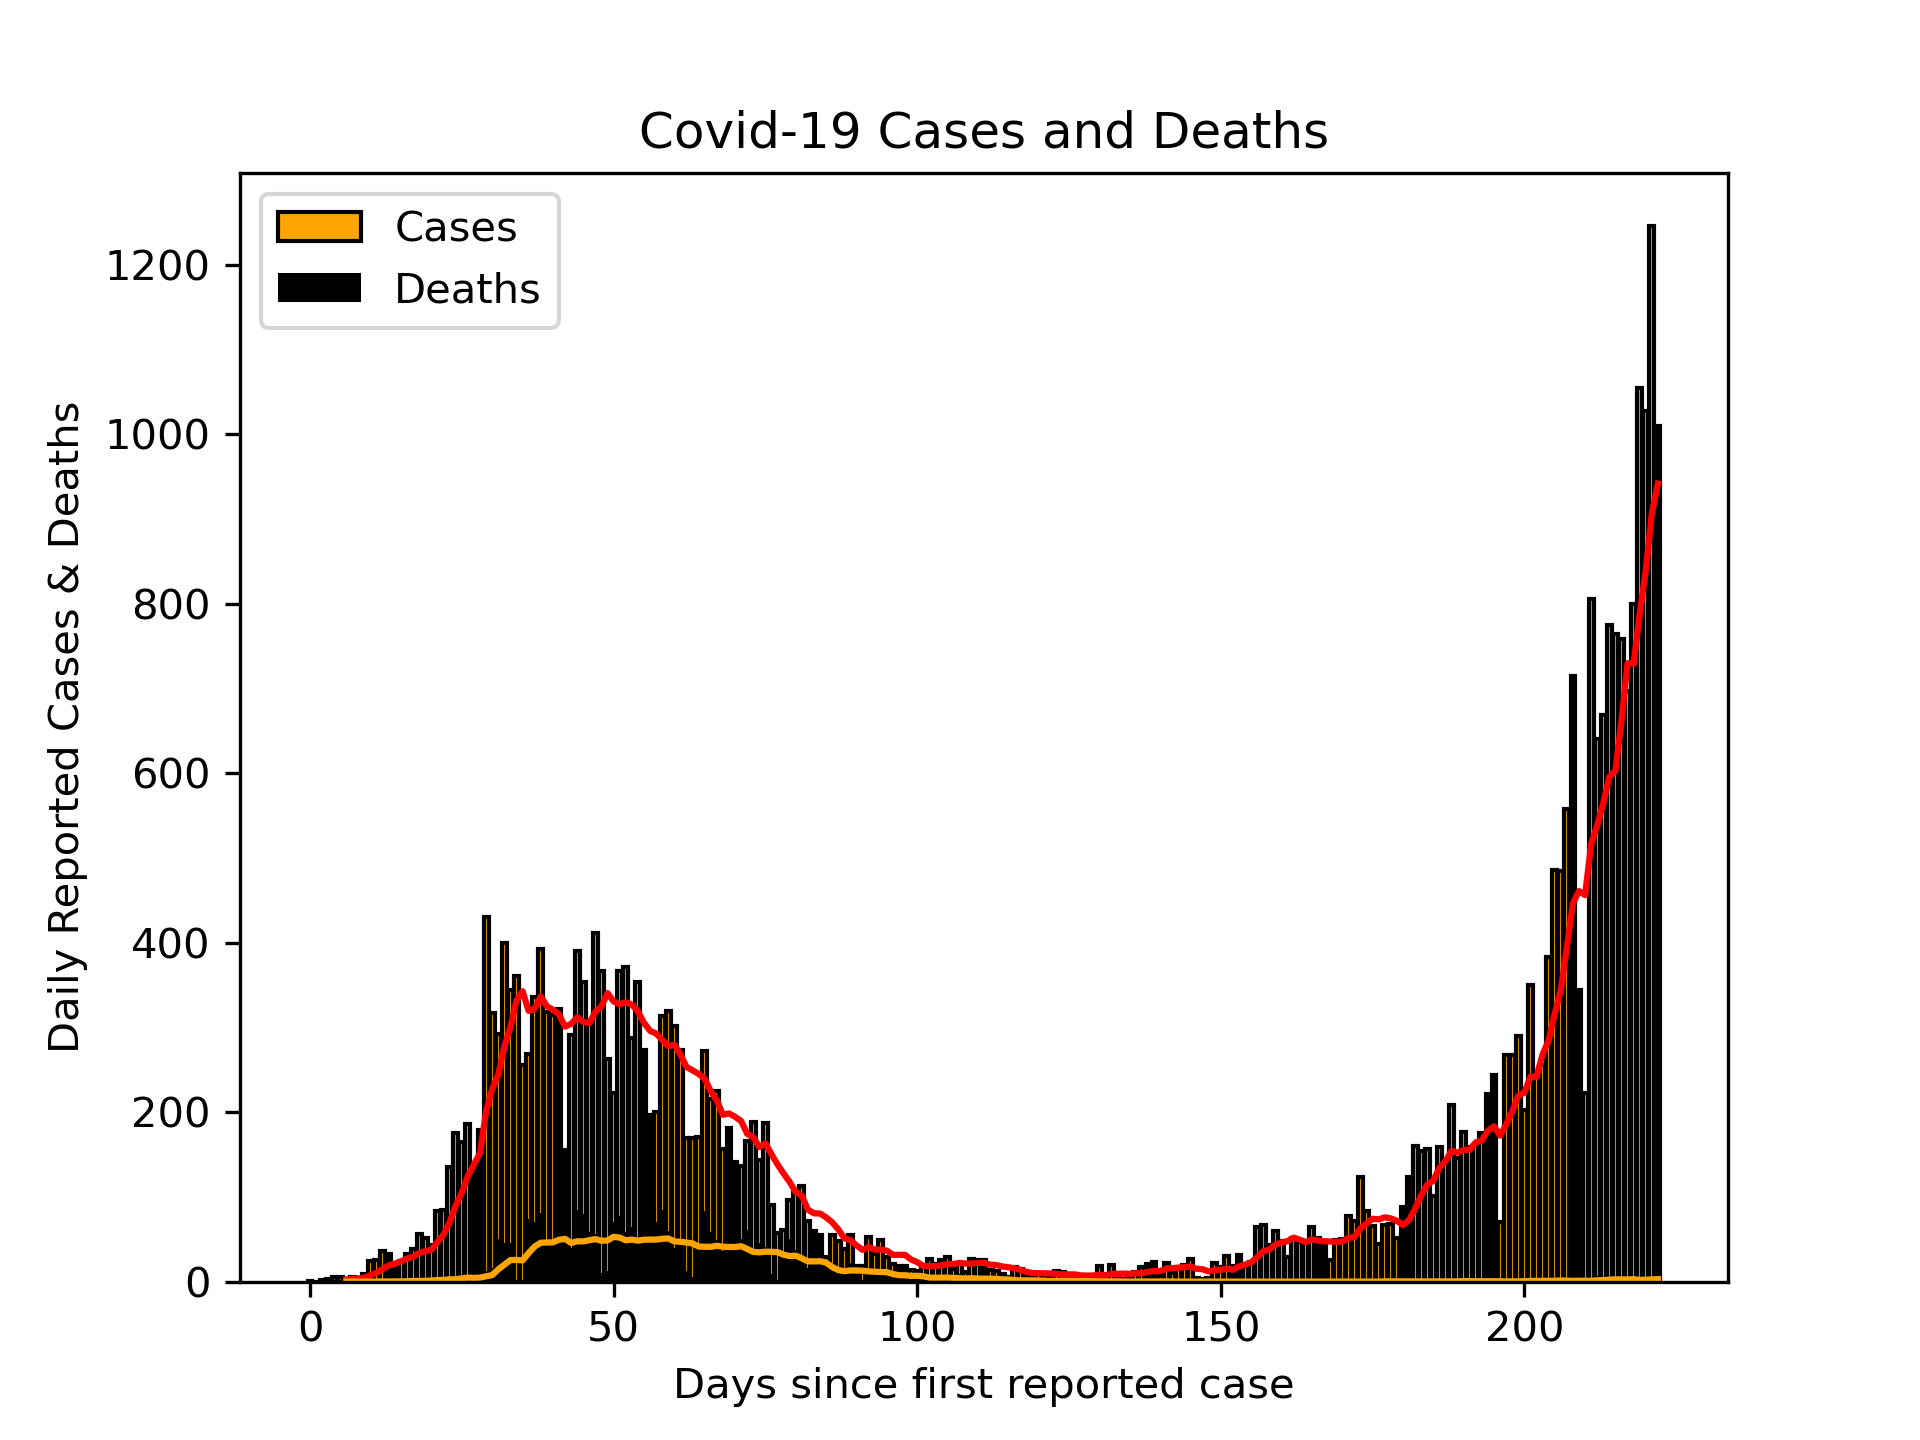 Covid-19 Cases and Deaths
Cases
Deaths
Daily Reported Cases & Deaths
1200
1000
800
600
400
200
0
0 50 100 150 200
Days since first reported case